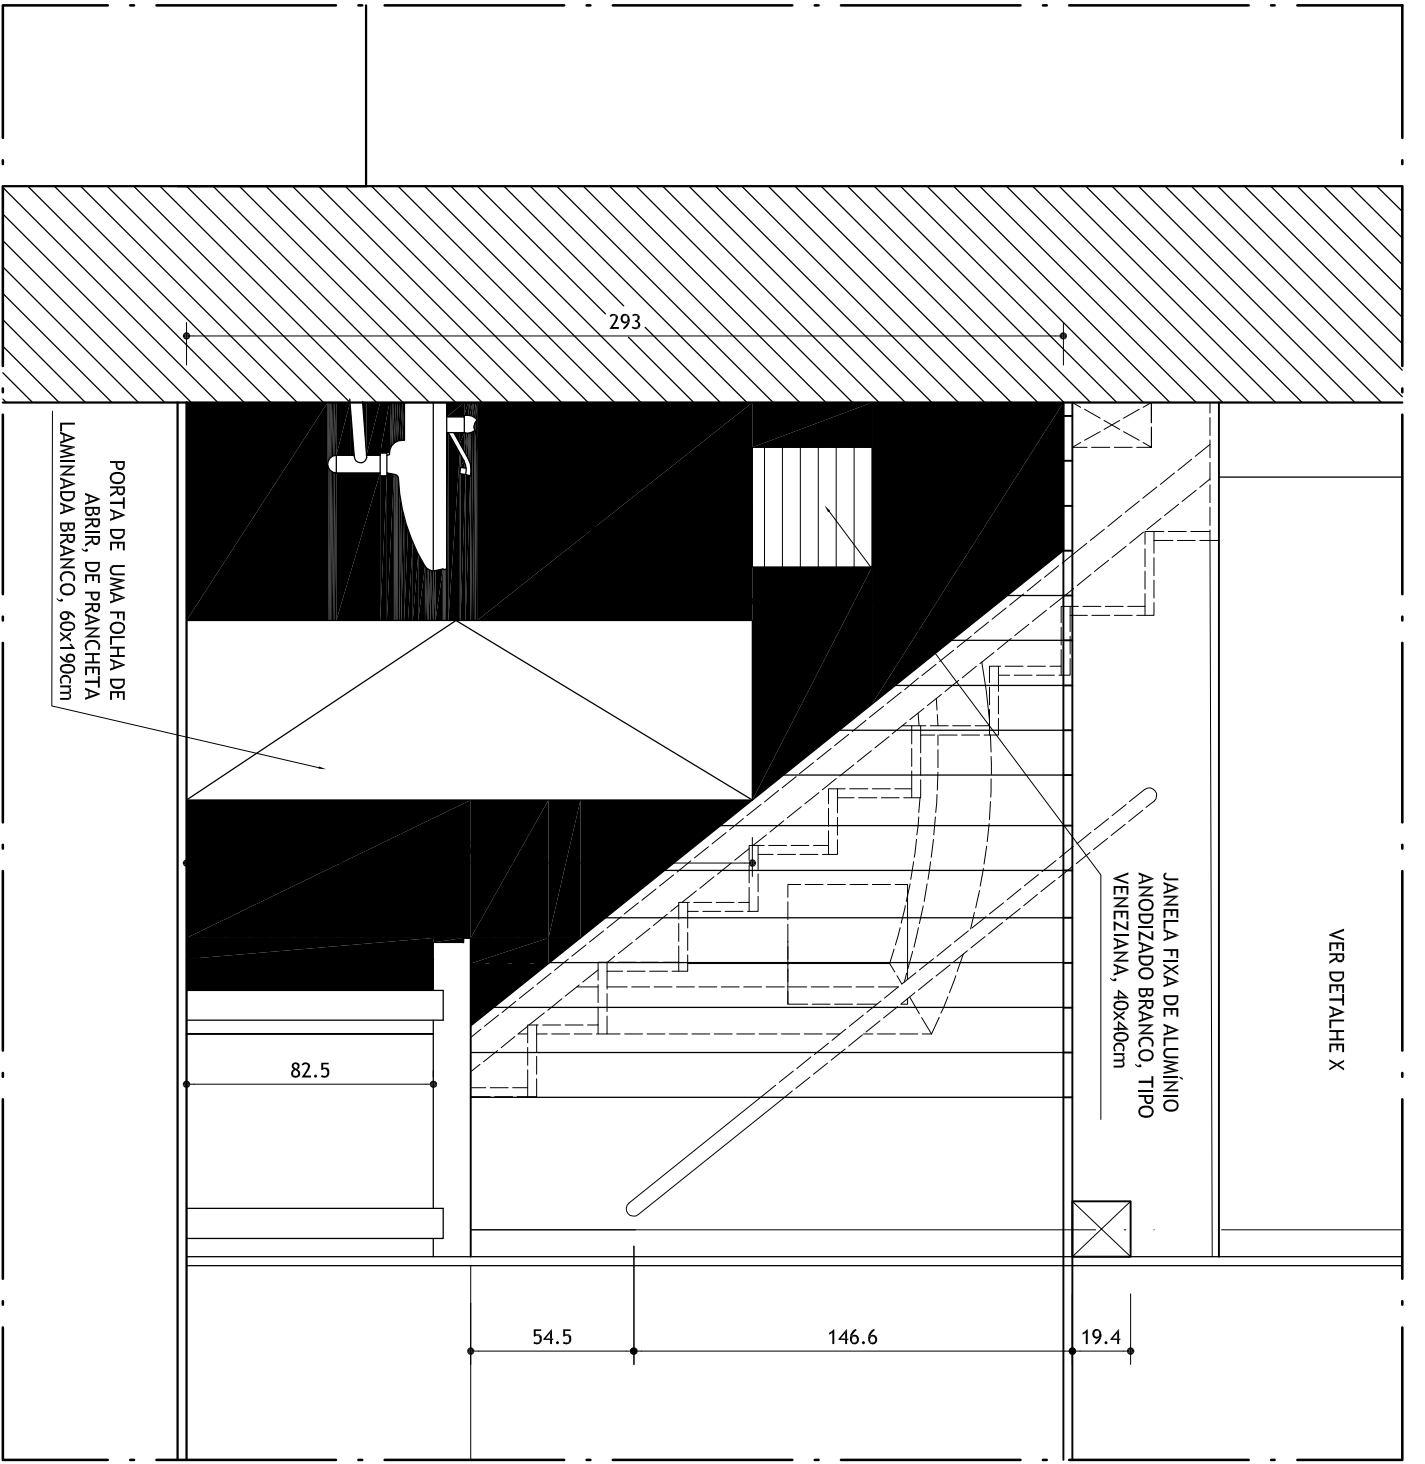 293
PORTA DE UMA FOLHA DE
ABRIR, DE PRANCHETA
LAMINADA BRANCO, 60x190cm
82.5
JANELA FIXA DE ALUMÍNIO
ANODIZADO BRANCO, TIPO
VENEZIANA, 40x40cm
VER DETALHE X
54.5
146.6
19.4